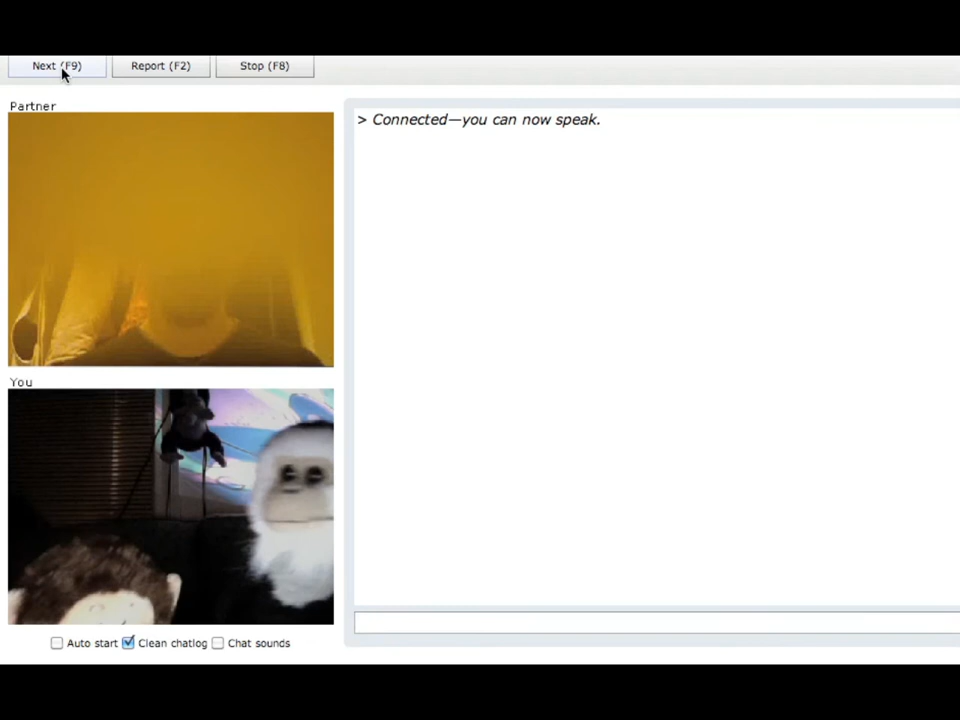 Next (F9) Report (F2) Stop (F8)
Partner
> Connected—you can now speak.
You
Auto start Clean chatlog Chat sounds